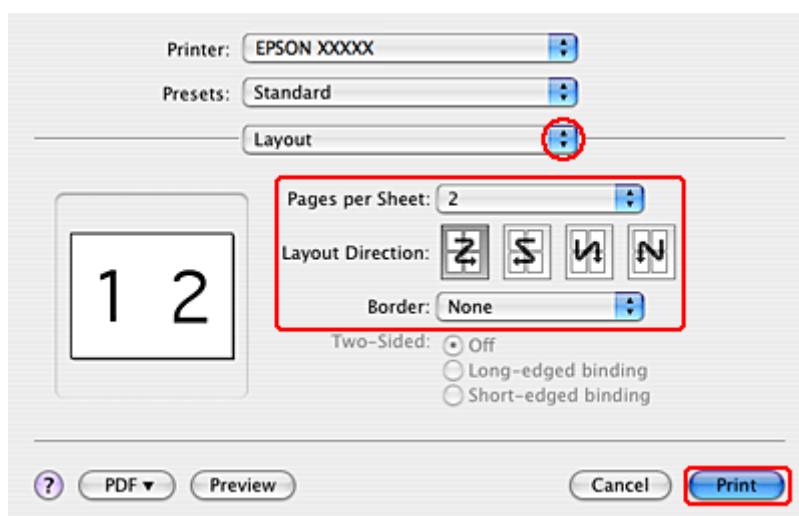 Printer: EPSON XXXXX
Presets: Standard
Layout
Pages per Sheet: 2
Layout Direction:
1 2
Border: None
Two-Sided: Off
Long-edged binding
Short-edged binding
? PDF Preview Cancel Print